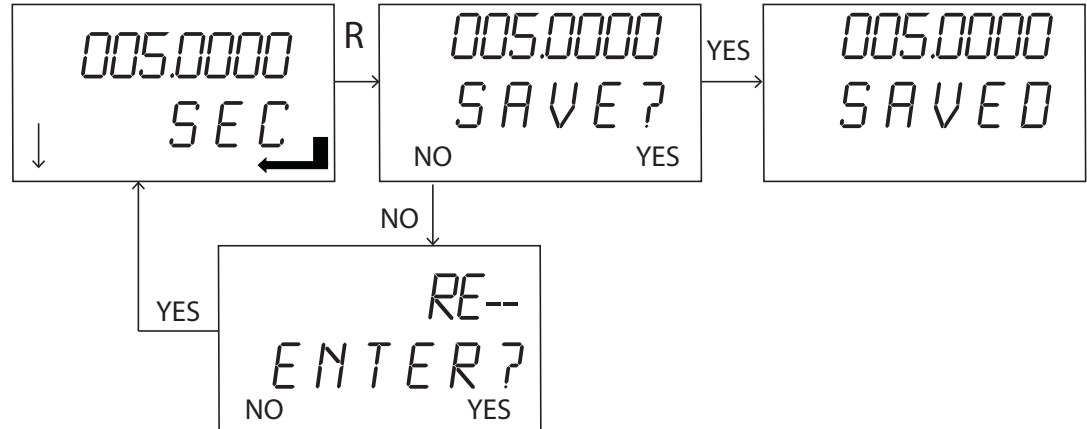 005.0000
SEC
R
005.0000
SAVE?
NO YES
YES
005.0000
SAVED
NO
RE--
ENTER?
NO YES
YES